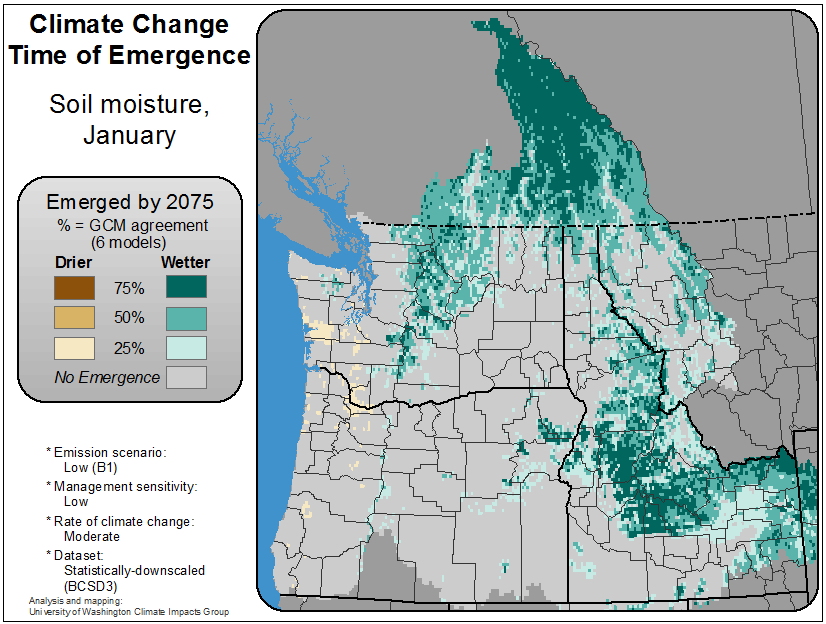 Climate Change
Time of Emergence
Soil moisture,
January
Emerged by 2075
% = GCM agreement
(6 models)
Drier Wetter
75%
50%
25%
No Emergence
* Emission scenario:
Low (B1)
* Management sensitivity:
Low
* Rate of climate change:
Moderate
* Dataset:
Statistically-downscaled
(BCSD3)
Analysis and mapping:
University of Washington Climate Impacts Group